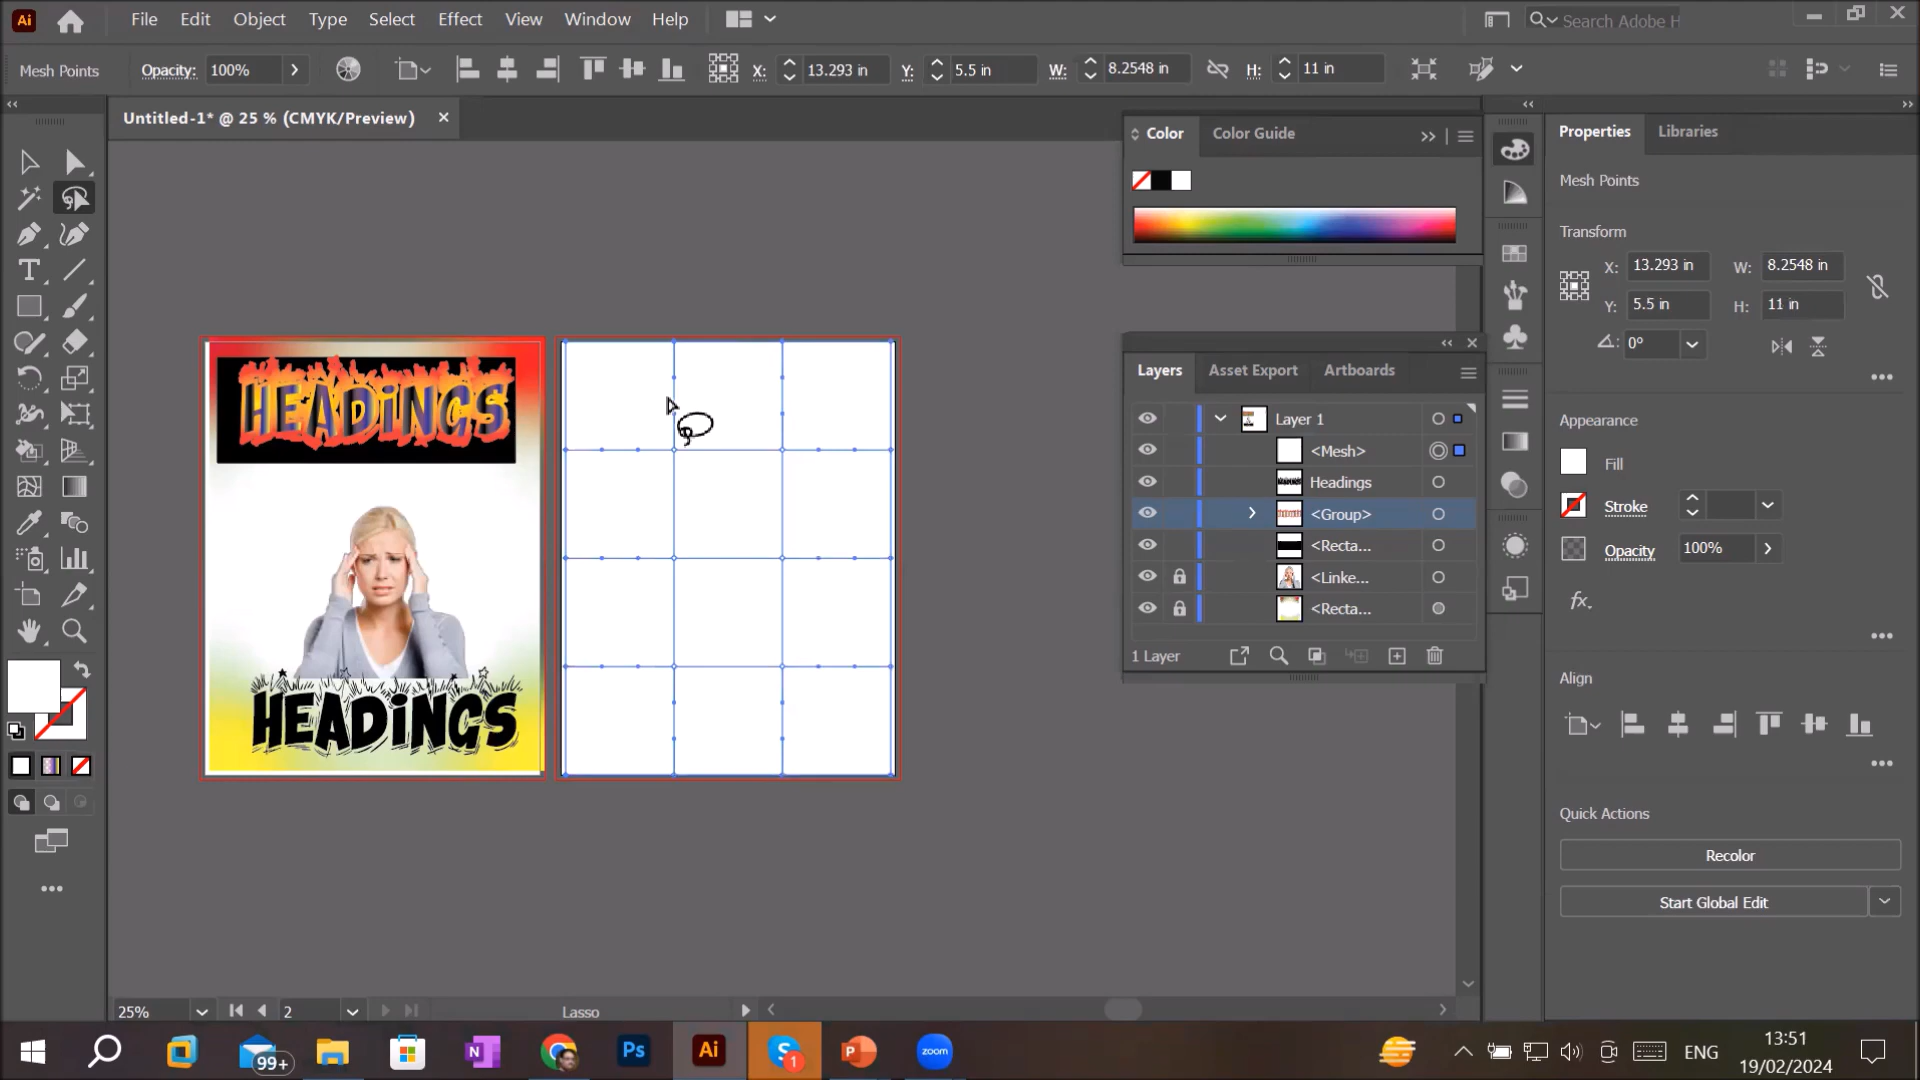 File Edit Object Type Select Effect View Window Help
Search Adobe H
Mesh Points Opacity: 100% X: 13.293 in Y: 5.5 in W: 8.2548 in H: 11 in
Untitled-1* @ 25 % (CMYK/Preview)
Color Color Guide
Properties Libraries
Mesh Points
Transform
X: 13.293 in W: 8.2548 in
Y: 5.5 in H: 11 in
0°
HEADINGS
HEADINGS
Layers Asset Export Artboards
Layer 1
<Mesh>
Headings
<Group>
<Recta...
<Linke...
<Recta...
1 Layer
Appearance
Fill
Stroke
Opacity 100%
fx.
Align
Quick Actions
Recolor
Start Global Edit
25% 2 Lasso
99+
Ps
Ai
1
zoom
ENG
13:51
19/02/2024